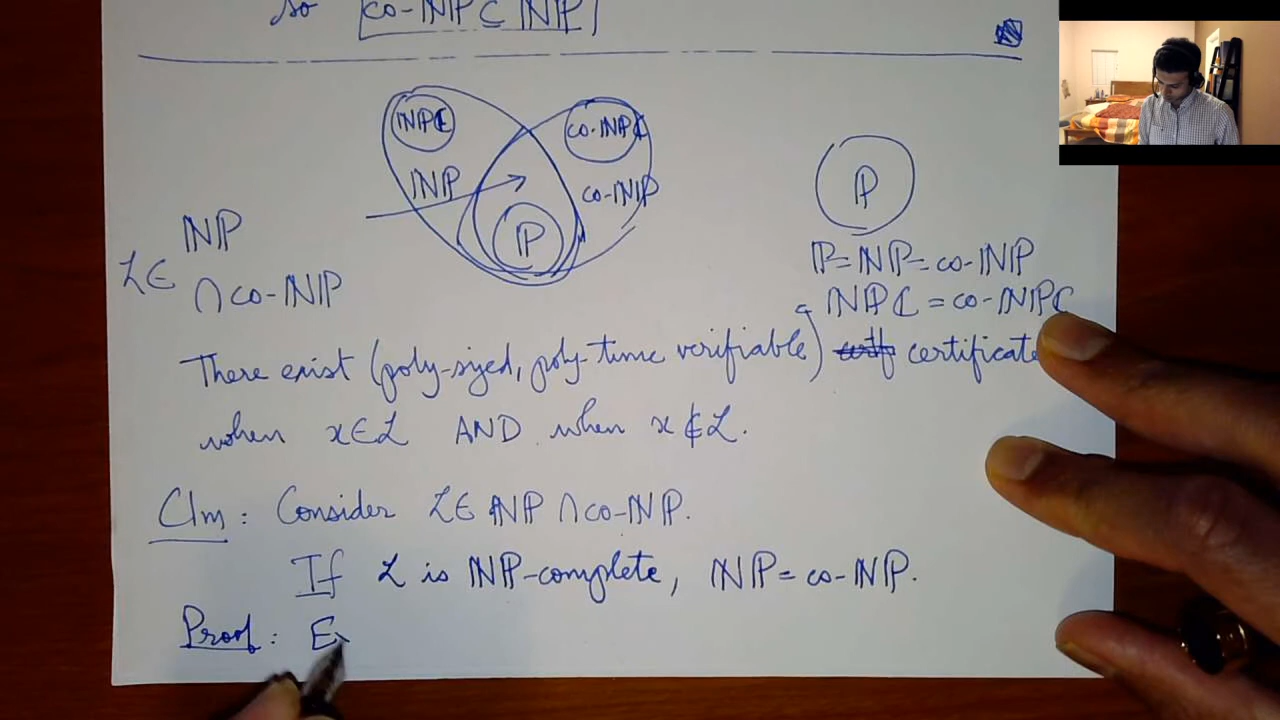 So co-NP ⊆ NP
NPC
co-NPC
NP
co-NP
P
P
NP
L∈
∩ co-NP
P = NP = co-NP
NPC = co-NPC
There exist (poly-sized, poly-time verifiable) certificate
when x∈L AND when x∉L.
Clm: Consider L∈ NP ∩ co-NP.
If L is NP-complete, NP = co-NP.
Proof: Ex